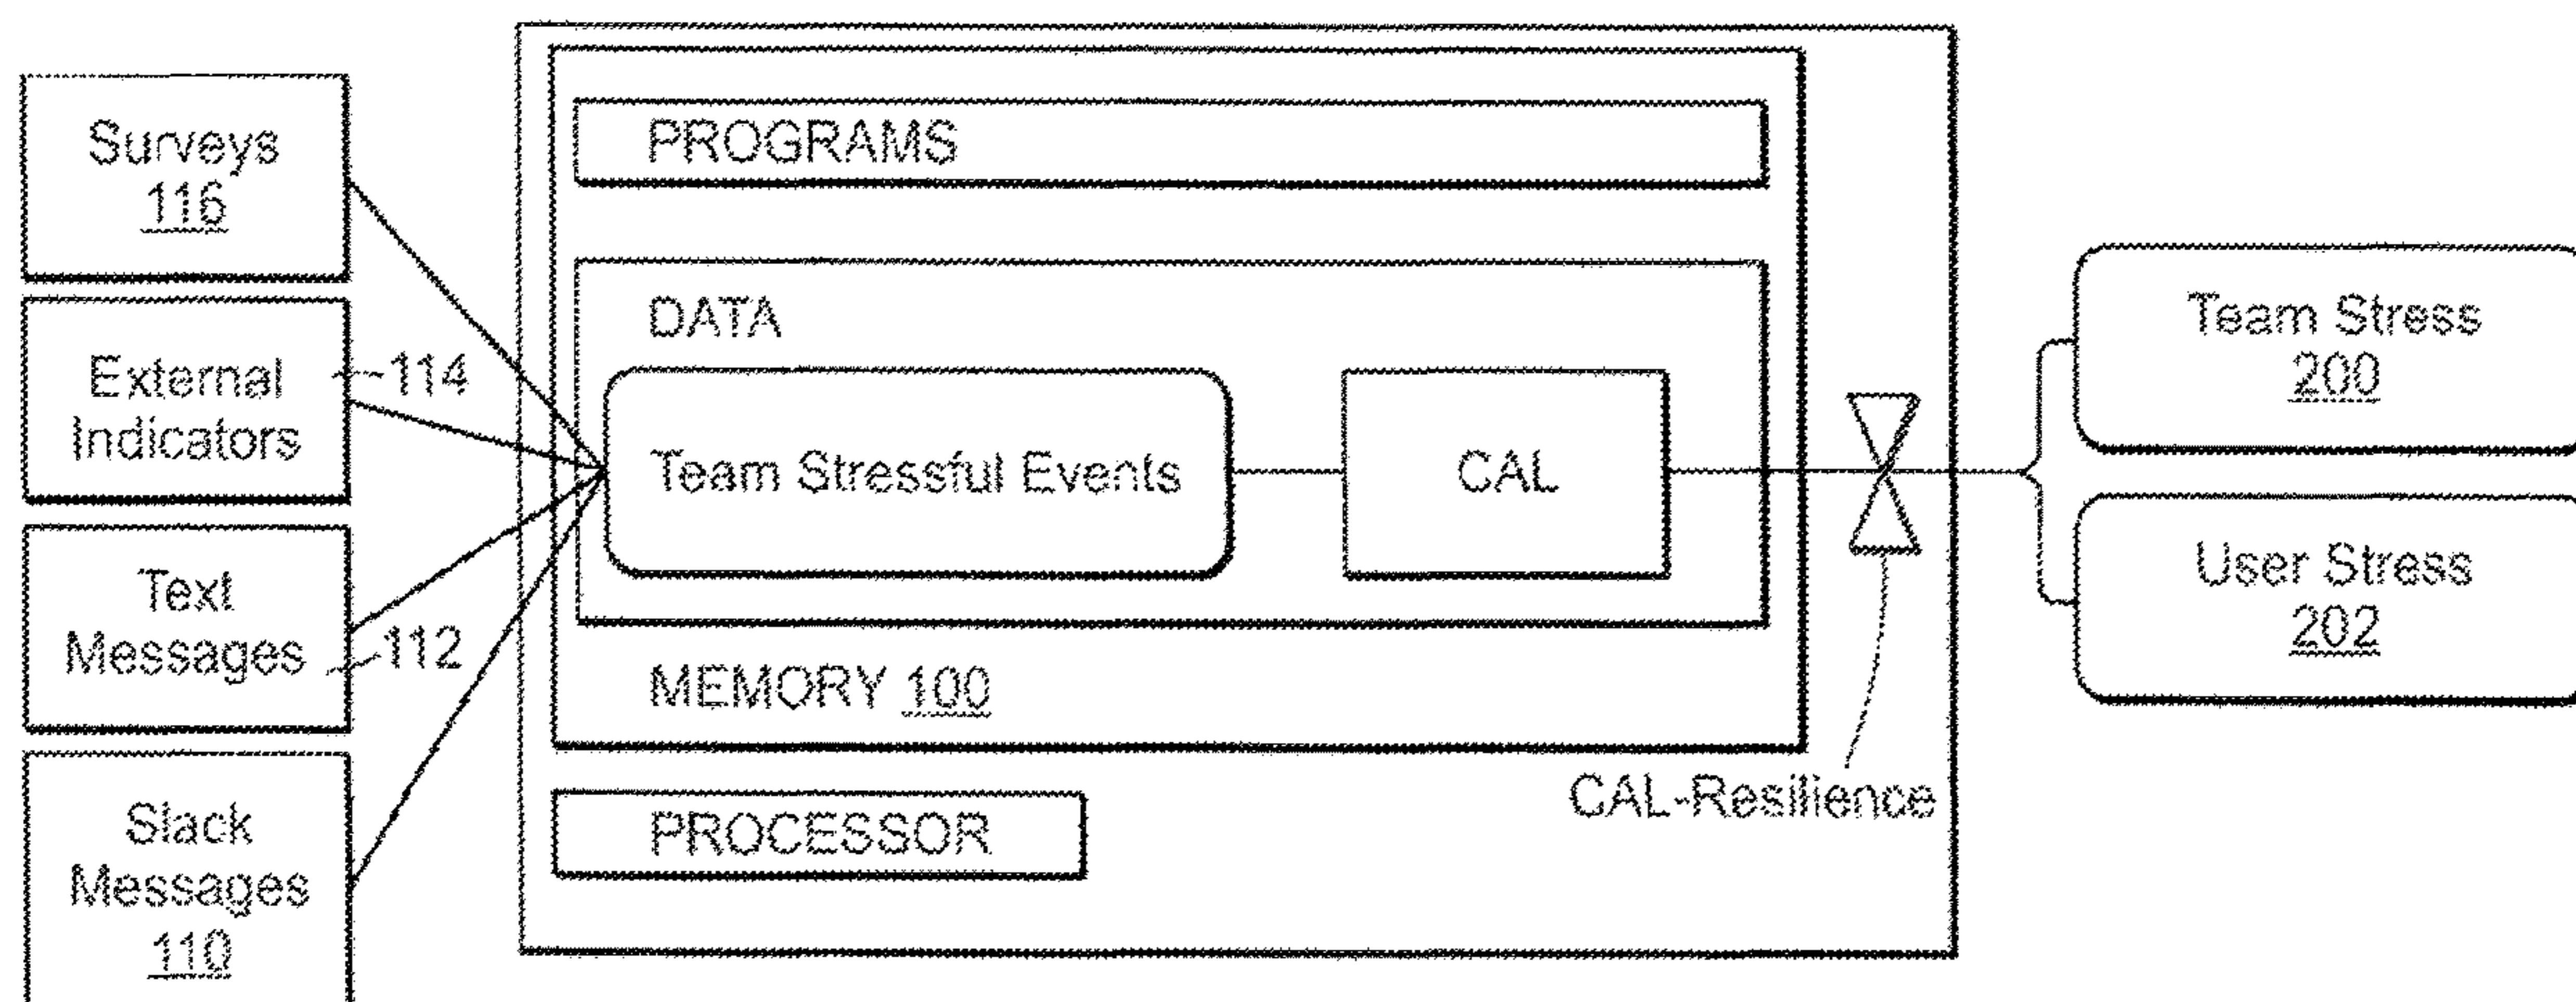 Surveys
116
External
Indicators
114
Text
Messages
112
Slack
Messages
110
PROGRAMS
DATA
Team Stressful Events
CAL
MEMORY 100
PROCESSOR
CAL-Resilience
Team Stress
200
User Stress
202